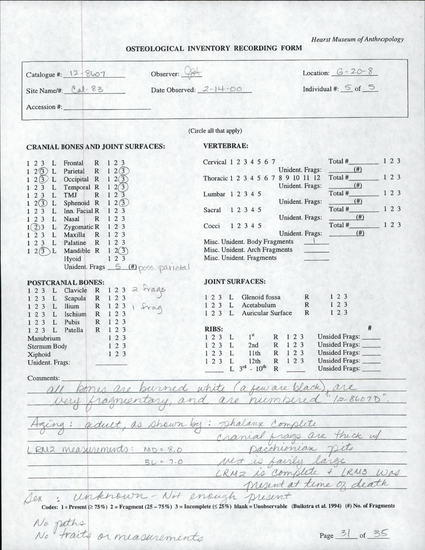 Hearst Museum of Anthropology
OSTEOLOGICAL INVENTORY RECORDING FORM
Catalogue #: 12-8607 Observer: Location: G-20-8
Site Name/#: Cal-83 Date Observed: 2-14-00 Individual #: 5 of 5
Accession #:
(Circle all that apply)
CRANIAL BONES AND JOINT SURFACES:
1 2 3 L Frontal R 1 2 3
1 2 3 L Parietal R 1 2 3
1 2 3 L Occipital R 1 2 3
1 2 3 L Temporal R 1 2 3
1 2 3 L TMJ R 1 2 3
1 2 3 L Sphenoid R 1 2 3
1 2 3 L Inn. Facial R 1 2 3
1 2 3 L Nasal R 1 2 3
1 2 3 L Zygomatic R 1 2 3
1 2 3 L Maxilla R 1 2 3
1 2 3 L Palatine R 1 2 3
1 2 3 L Mandible R 1 2 3
Hyoid 1 2 3
Unident. Frags 5 (#) poss. parietal
VERTEBRAE:
Cervical 1 2 3 4 5 6 7 Total # 1 2 3
Unident. Frags: (#)
Thoracic 1 2 3 4 5 6 7 8 9 10 11 12 Total # 1 2 3
Unident. Frags: (#)
Lumbar 1 2 3 4 5 Total # 1 2 3
Unident. Frags: (#)
Sacral 1 2 3 4 5 Total # 1 2 3
Unident. Frags: (#)
Cocci 1 2 3 4 5 Total # 1 2 3
Unident. Frags: (#)
Misc. Unident. Body Fragments 1
Misc. Unident. Arch Fragments
Misc. Unident. Fragments
POSTCRANIAL BONES:
1 2 3 L Clavicle R 1 2 3 2 frags
1 2 3 L Scapula R 1 2 3
1 2 3 L Ilium R 1 2 3 1 frag
1 2 3 L Ischium R 1 2 3
1 2 3 L Pubis R 1 2 3
1 2 3 L Patella R 1 2 3
Manubrium 1 2 3
Sternum Body 1 2 3
Xiphoid 1 2 3
Unident. Frags:
JOINT SURFACES:
1 2 3 L Glenoid fossa R 1 2 3
1 2 3 L Acetabulum R 1 2 3
1 2 3 L Auricular Surface R 1 2 3
RIBS: #
1 2 3 L 1st R 1 2 3 Unsided Frags:
1 2 3 L 2nd R 1 2 3 Unsided Frags:
1 2 3 L 11th R 1 2 3 Unsided Frags:
1 2 3 L 12th R 1 2 3 Unsided Frags:
L 3rd - 10th R Unsided Frags:
Comments:
all bones are burned white (a few are black), are
very fragmentary, and are numbered "12-8607D".
Aging: adult, as shown by: phalanx complete
cranial frags are thick w/
LRM2 measurements: MD = 8.0 pacchionian pits
BL = 7.0 is fairly large
LRM2 is complete & LRM3 was
present at time of death
Sex: unknown - Not enough present
Codes: 1 = Present (≥ 75%) 2 = Fragment (25 - 75%) 3 = Incomplete (≤ 25%) blank = Unobservable (Buikstra et al. 1994) (#) No. of Fragments
No paths
No traits or measurements
Page 31 of 35